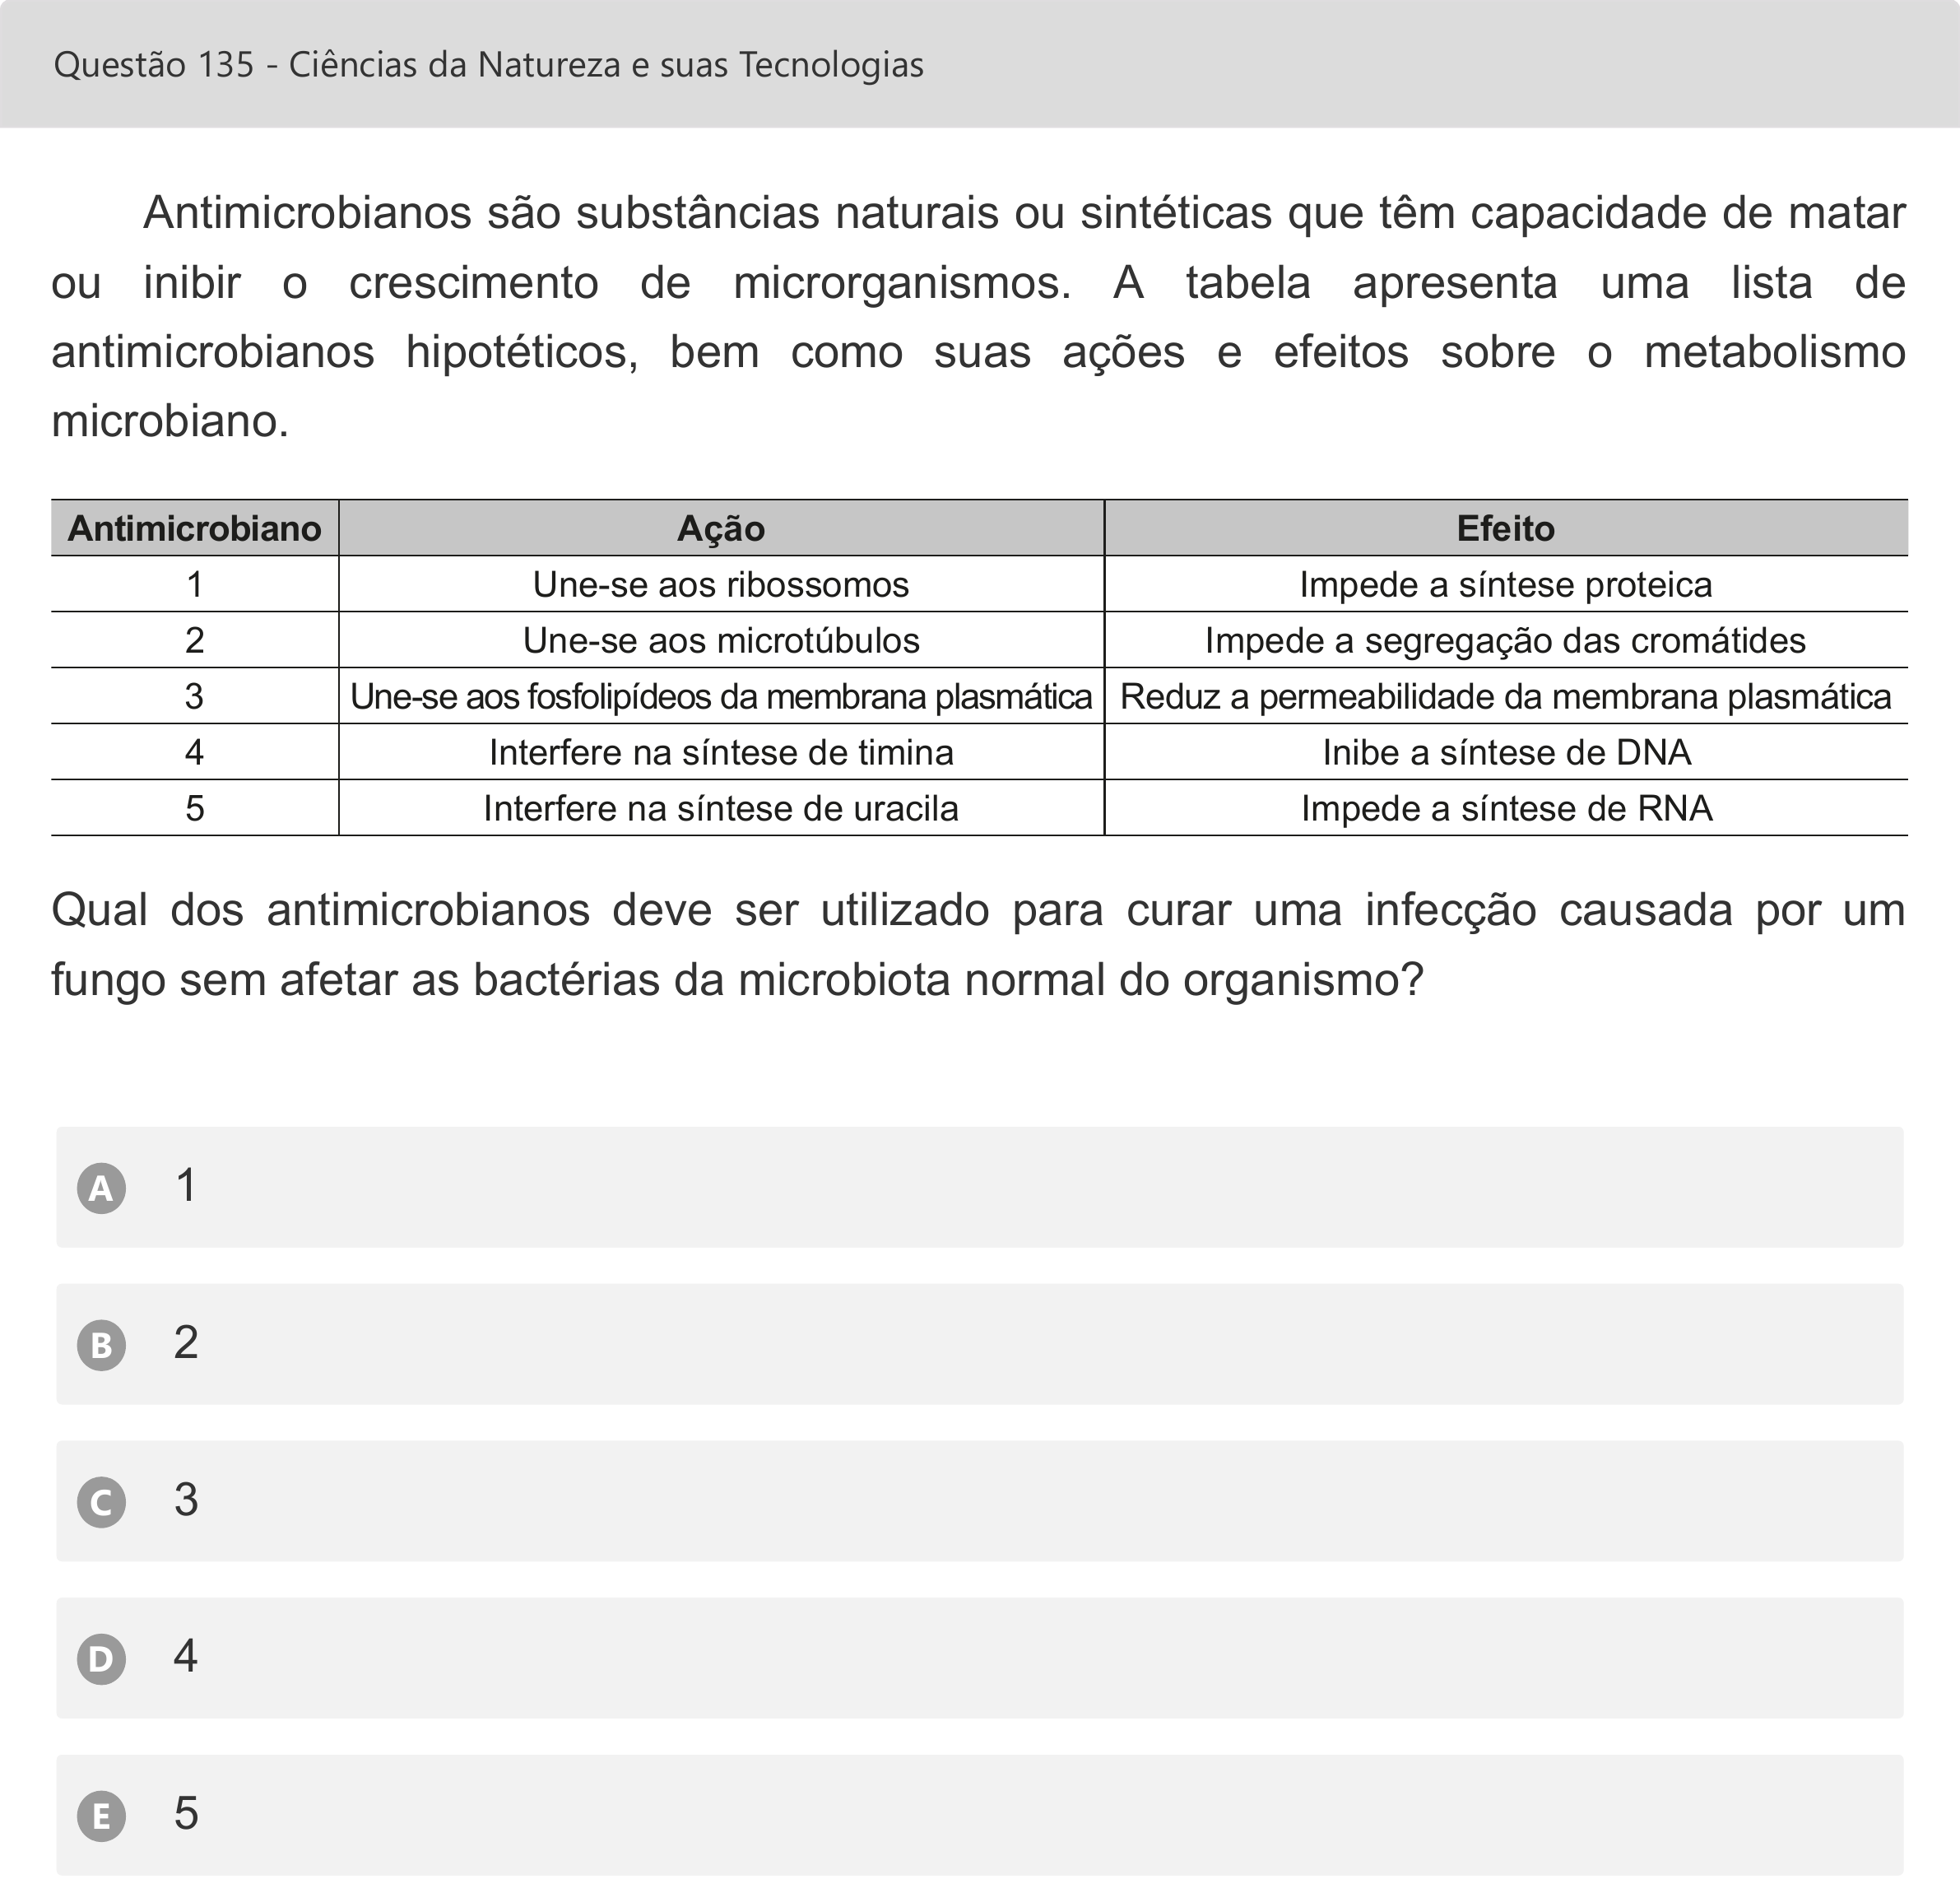 Questão 135 - Ciências da Natureza e suas Tecnologias
Antimicrobianos são substâncias naturais ou sintéticas que têm capacidade de matar
ou inibir o crescimento de microrganismos. A tabela apresenta uma lista de
antimicrobianos hipotéticos, bem como suas ações e efeitos sobre o metabolismo
microbiano.
Antimicrobiano Ação Efeito
1 Une-se aos ribossomos Impede a síntese proteica
2 Une-se aos microtúbulos Impede a segregação das cromátides
3 Une-se aos fosfolipídeos da membrana plasmática Reduz a permeabilidade da membrana plasmática
4 Interfere na síntese de timina Inibe a síntese de DNA
5 Interfere na síntese de uracila Impede a síntese de RNA
Qual dos antimicrobianos deve ser utilizado para curar uma infecção causada por um
fungo sem afetar as bactérias da microbiota normal do organismo?
A 1
B 2
C 3
D 4
E 5